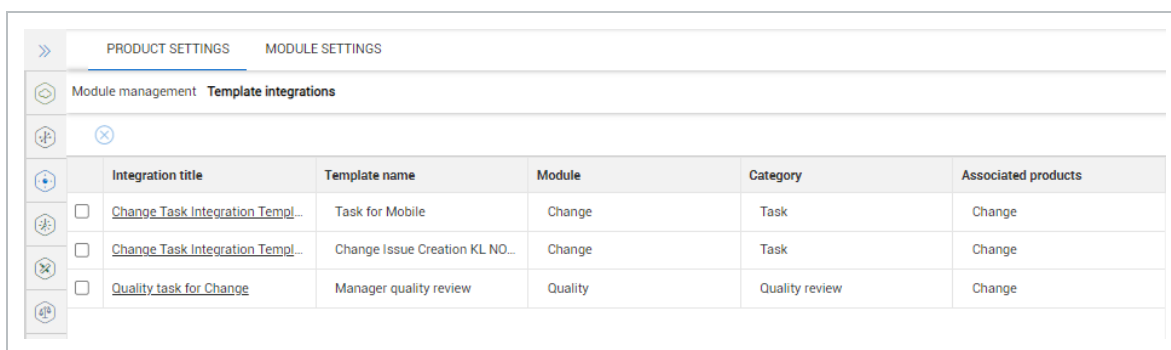 PRODUCT SETTINGS MODULE SETTINGS
Module management Template integrations
Integration title Template name Module Category Associated products
Change Task Integration Templ... Task for Mobile Change Task Change
Change Task Integration Templ... Change Issue Creation KL NO... Change Task Change
Quality task for Change Manager quality review Quality Quality review Change